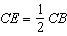 CE = 1/2 CB